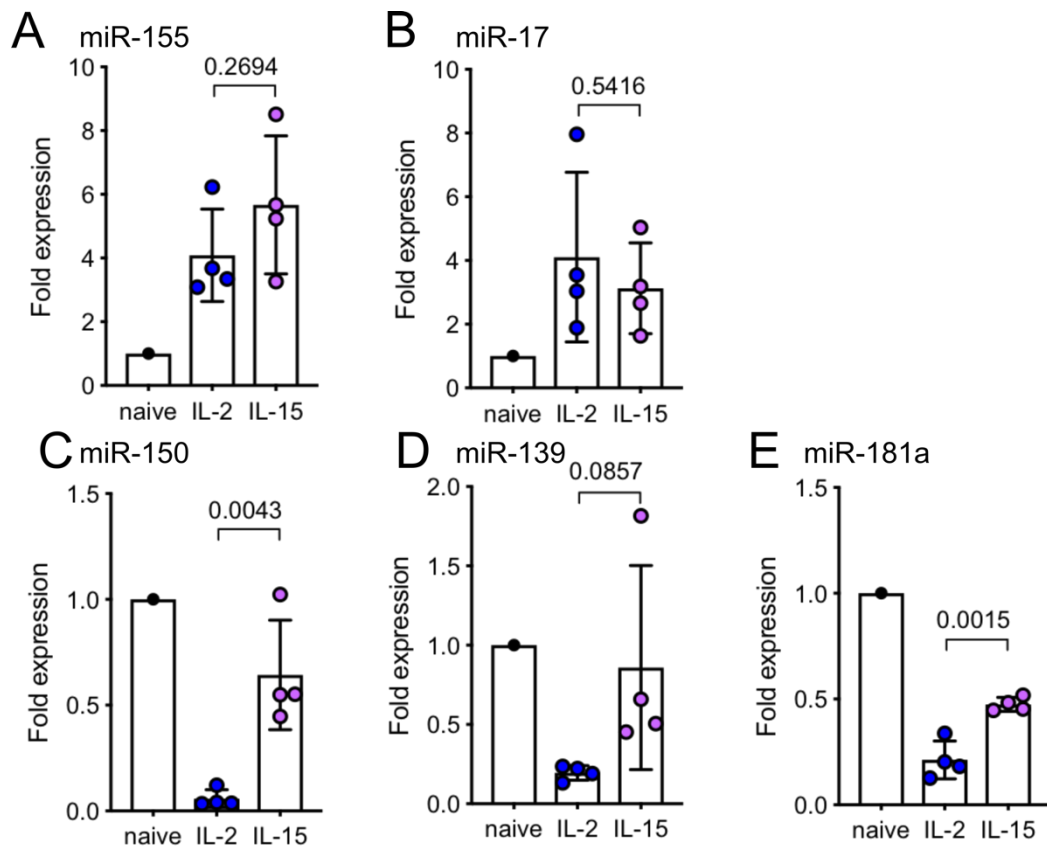 A miR-155
0.2694
10
8
6
4
2
0
Fold expression
naive IL-2 IL-15
B miR-17
0.5416
10
8
6
4
2
0
Fold expression
naive IL-2 IL-15
C miR-150
0.0043
1.5
1.0
0.5
0.0
Fold expression
naive IL-2 IL-15
D miR-139
0.0857
2.0
1.5
1.0
0.5
0.0
Fold expression
naive IL-2 IL-15
E miR-181a
0.0015
1.5
1.0
0.5
0.0
Fold expression
naive IL-2 IL-15